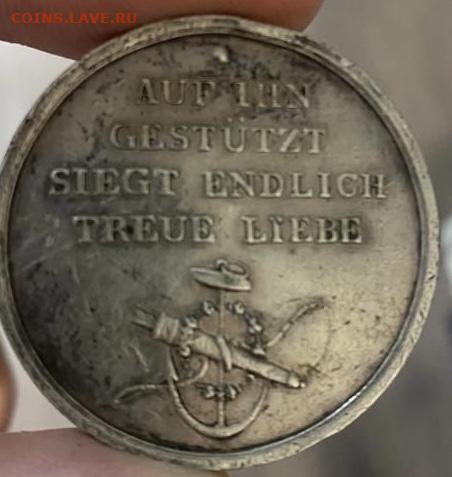 COINS.LAVE.RU
AUF IHN
GESTÜTZT
SIEGT ENDLICH
TREUE LIEBE